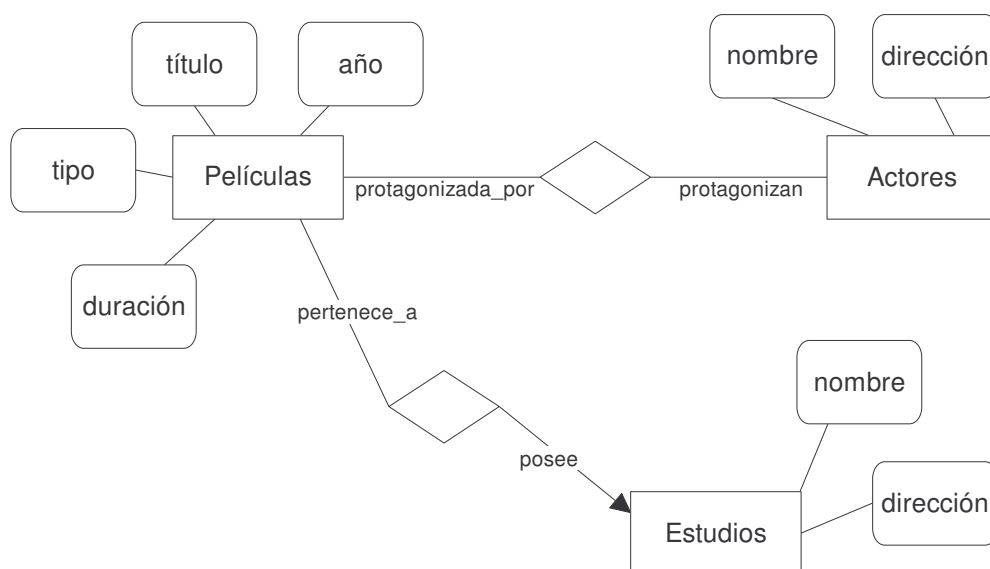 título
año
nombre
dirección
tipo
Películas
protagonizada_por
protagonizan
Actores
duración
pertenece_a
nombre
posee
dirección
Estudios